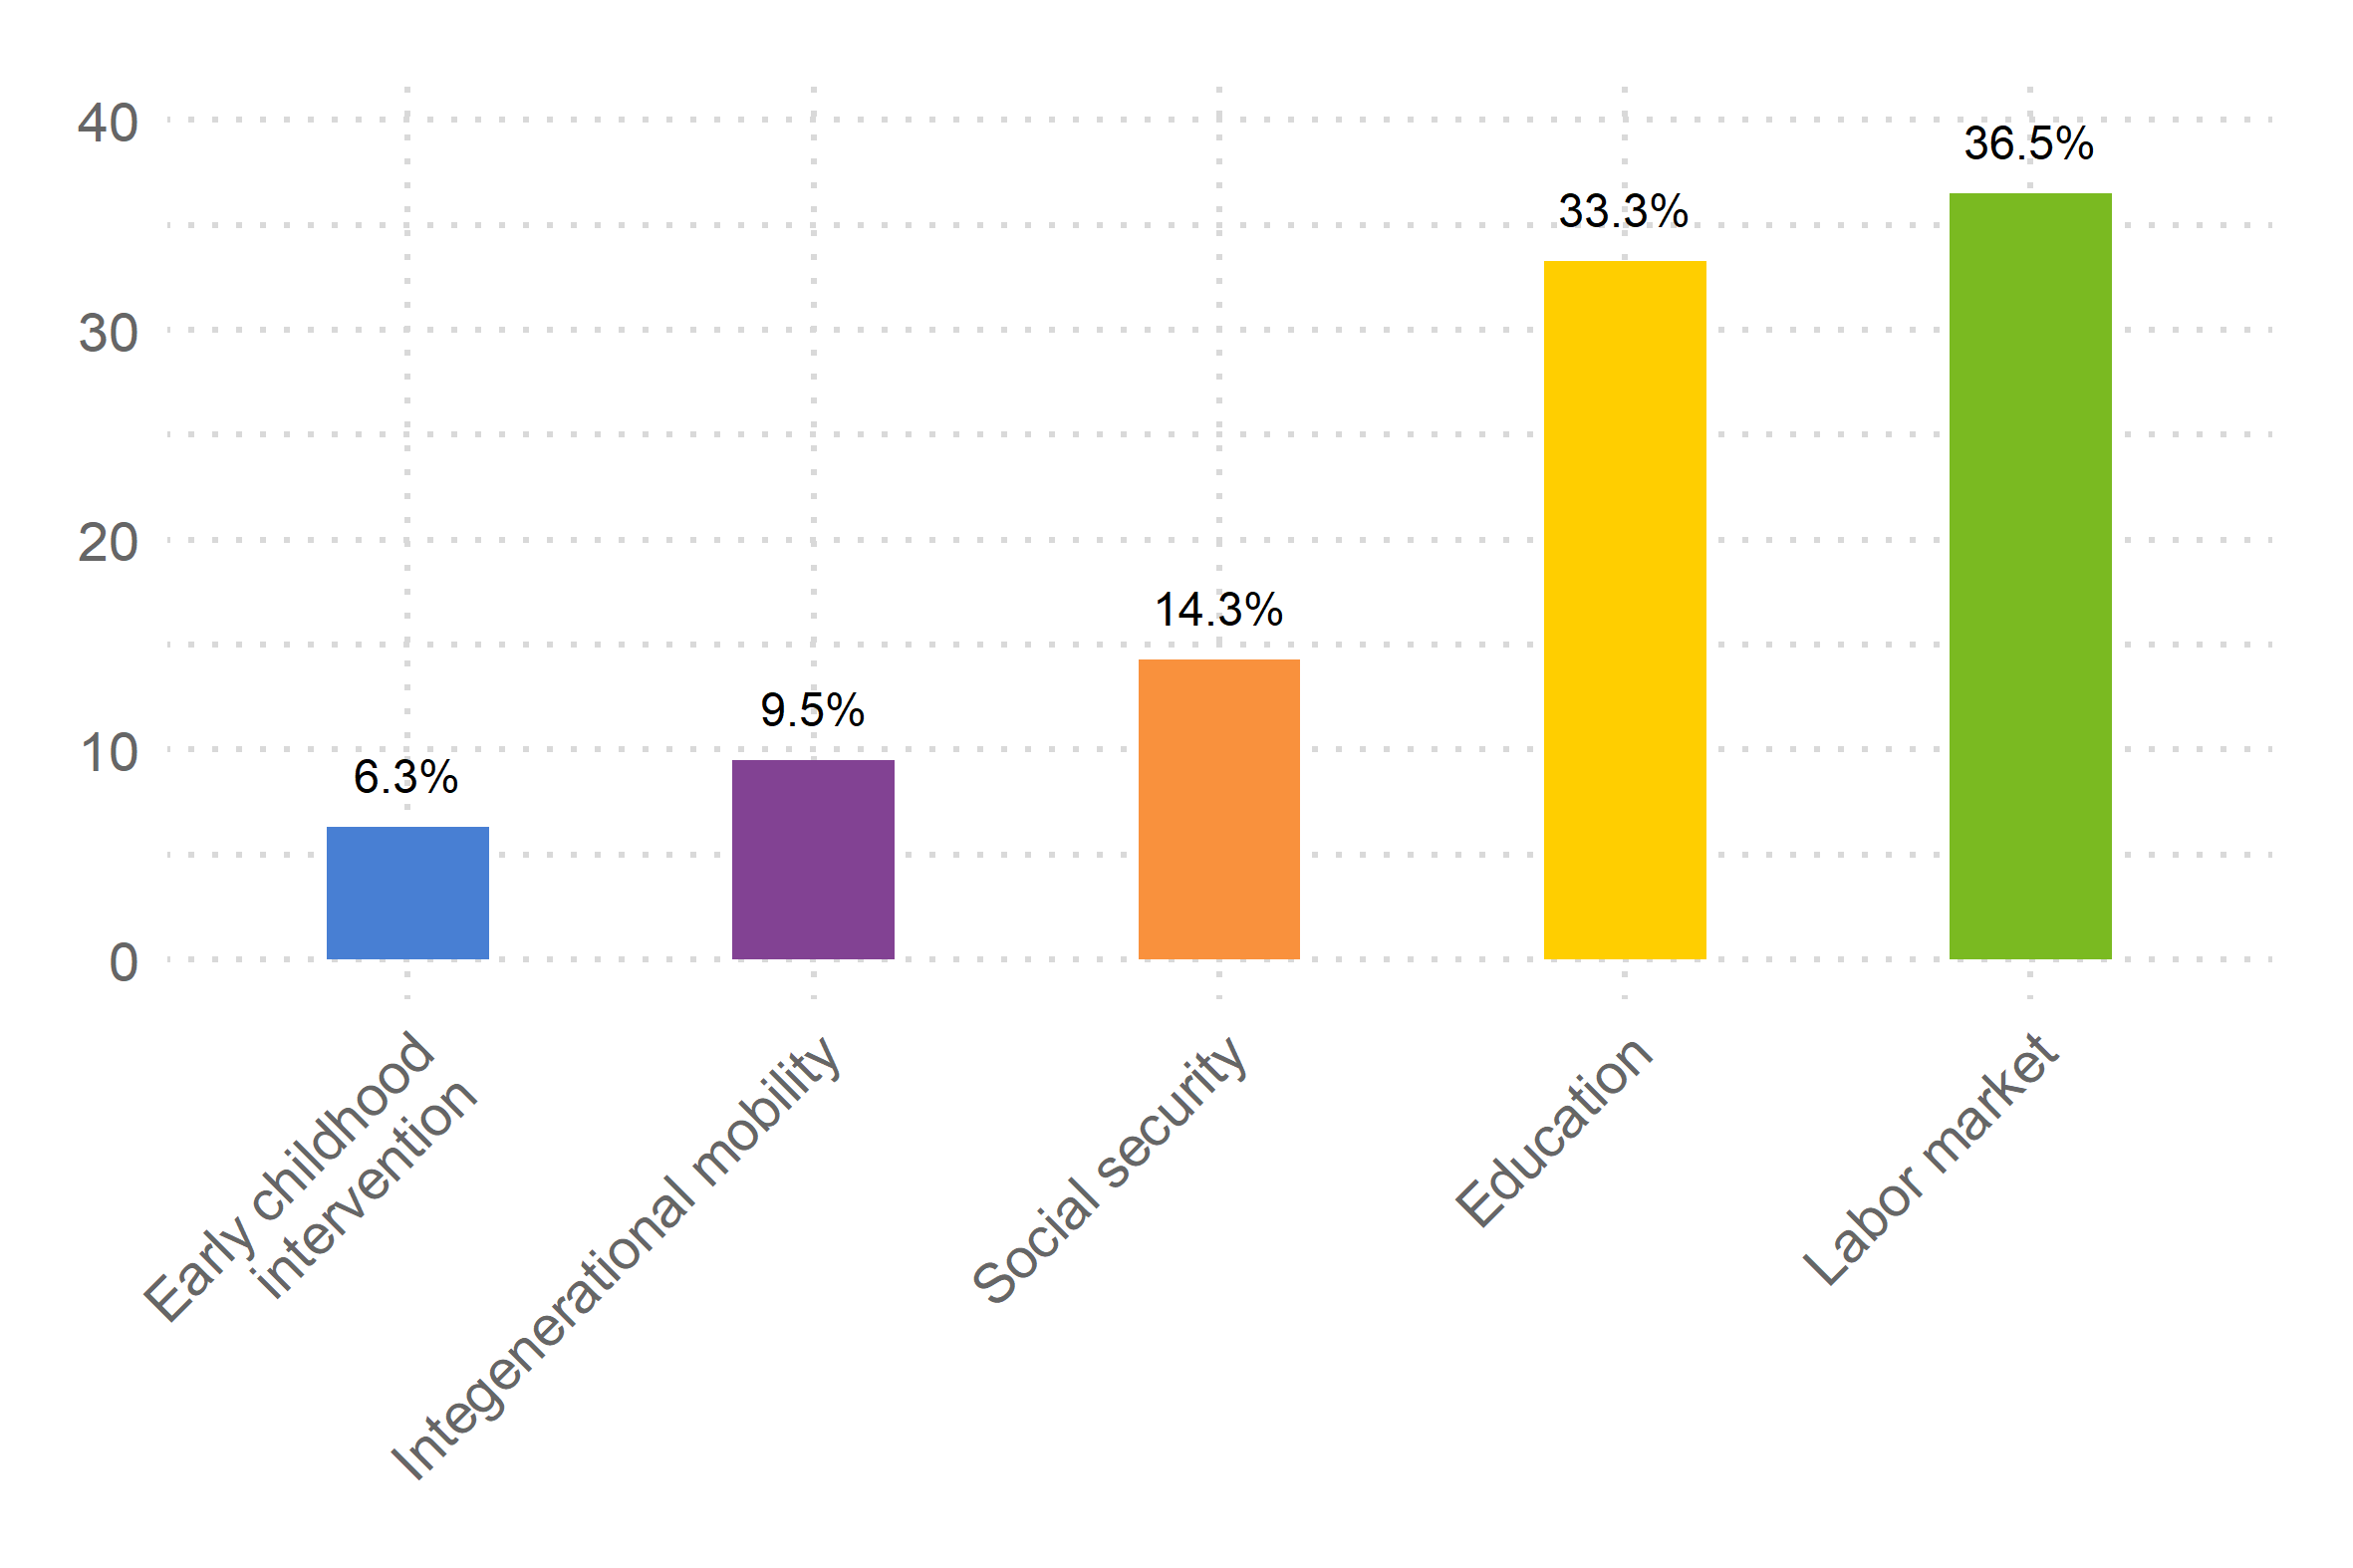 40
30
20
10
0
6.3%
9.5%
14.3%
33.3%
36.5%
Early childhood
intervention
Integenerational mobility
Social security
Education
Labor market